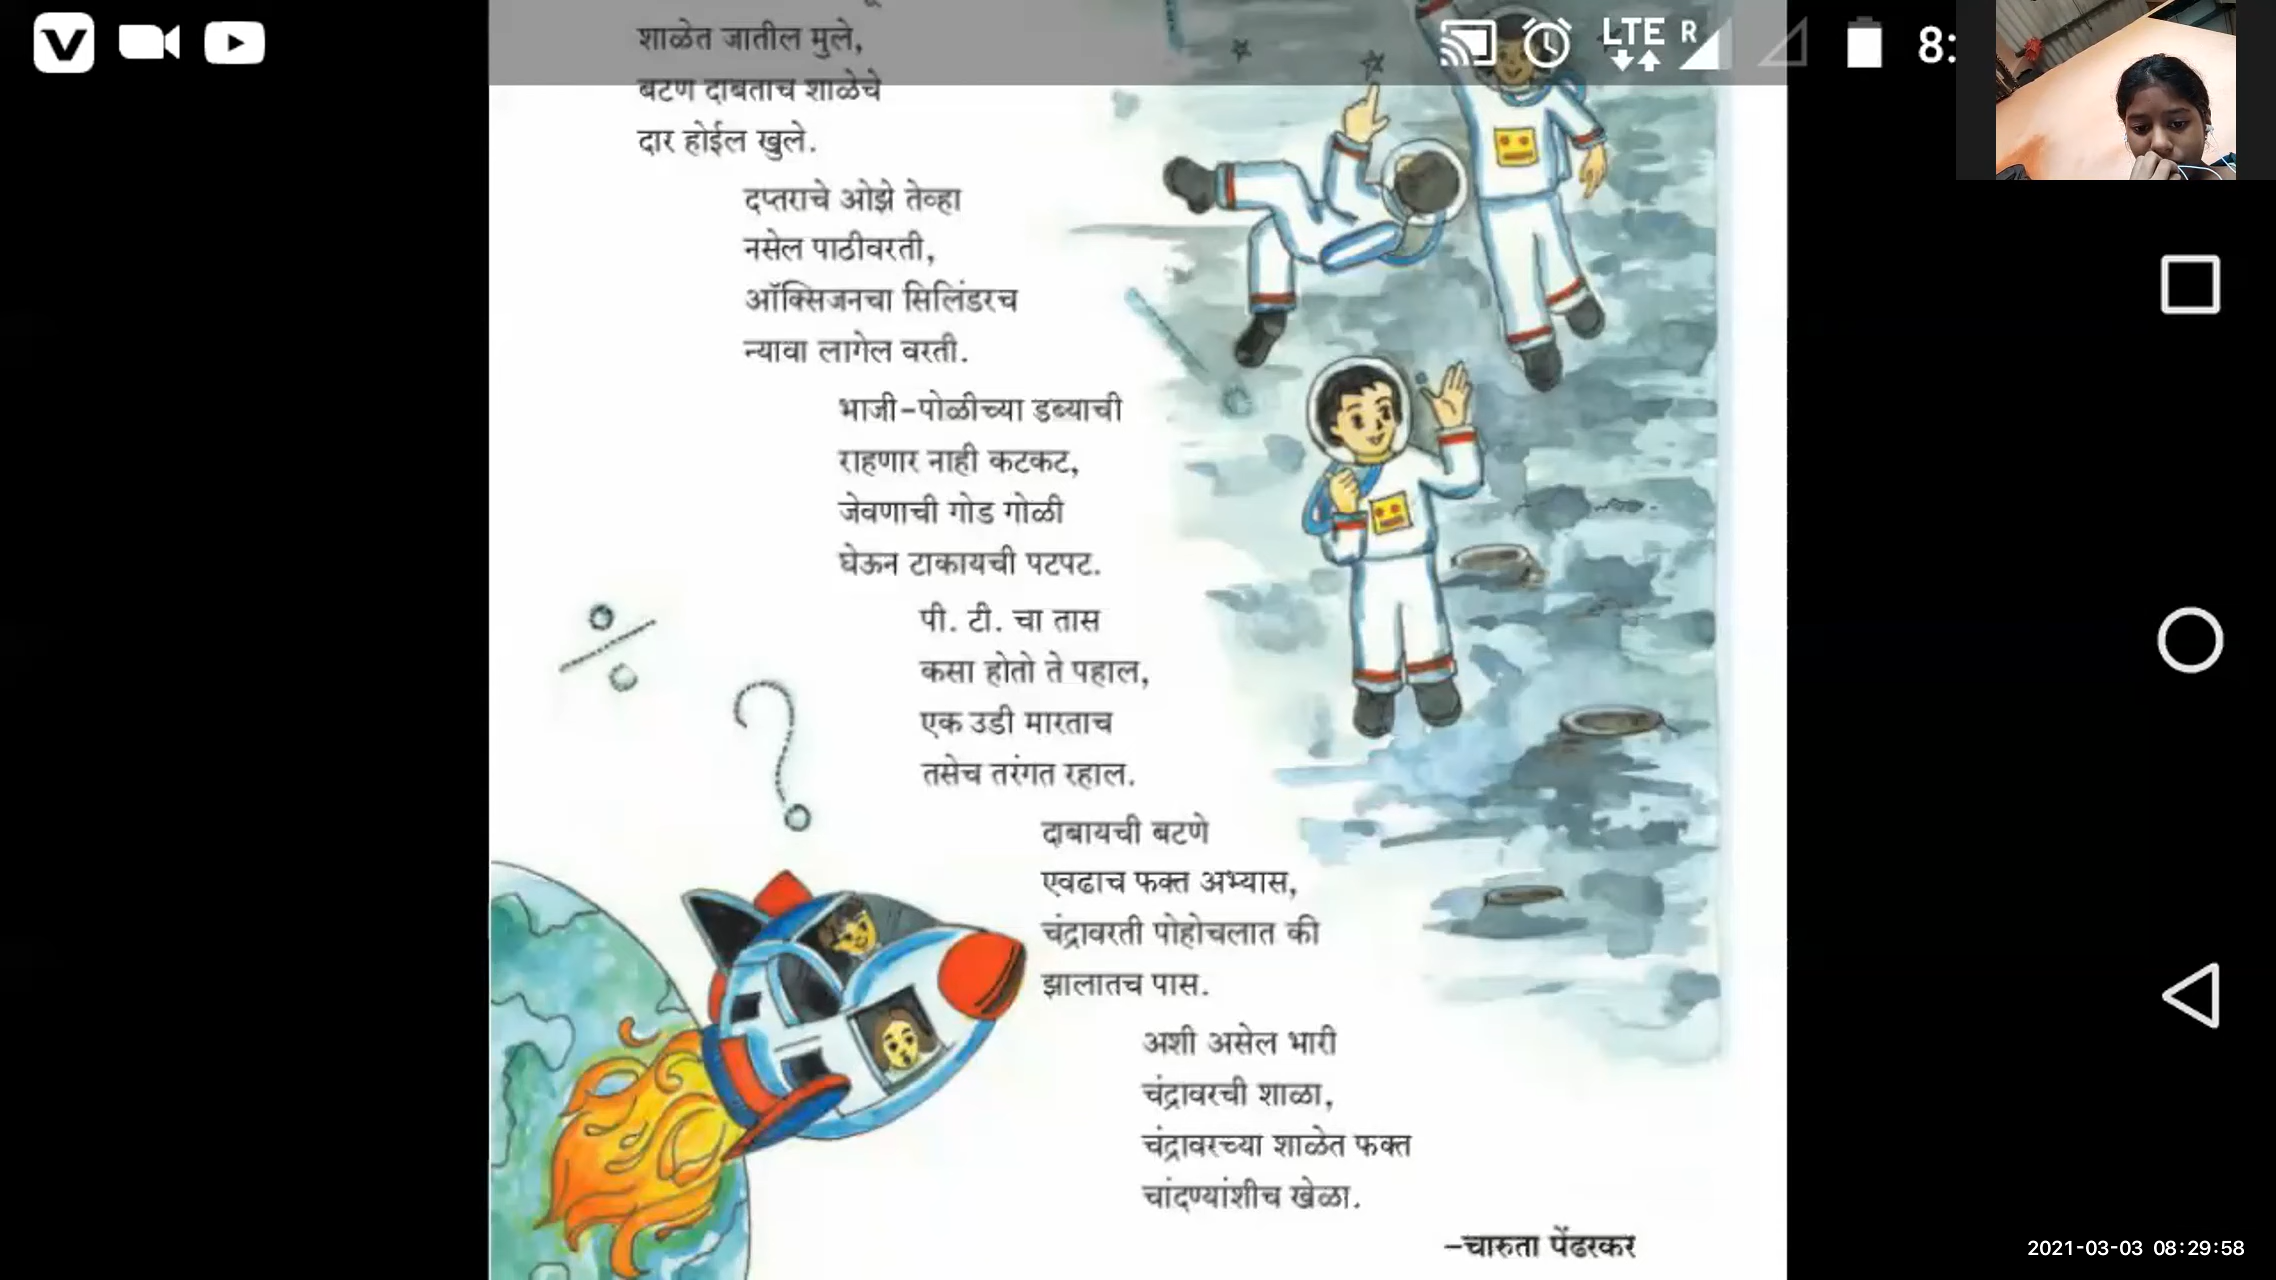 LTE R
8:
शाळेत जातील मुले,
बटण दाबताच शाळेचे
दार होईल खुले.
दप्तराचे ओझे तेव्हा
नसेल पाठीवरती,
ऑक्सिजनचा सिलिंडरच
न्यावा लागेल वरती.
भाजी-पोळीच्या डब्याची
राहणार नाही कटकट,
जेवणाची गोड गोळी
घेऊन टाकायची पटपट.
पी. टी. चा तास
कसा होतो ते पहाल,
एक उडी मारताच
तसेच तरंगत रहाल.
दाबायची बटणे
एवढाच फक्त अभ्यास,
चंद्रावरती पोहोचलात की
झालातच पास.
अशी असेल भारी
चंद्रावरची शाळा,
चंद्रावरच्या शाळेत फक्त
चांदण्यांशीच खेळा.
-चारुता पेंढरकर
2021-03-03 08:29:58